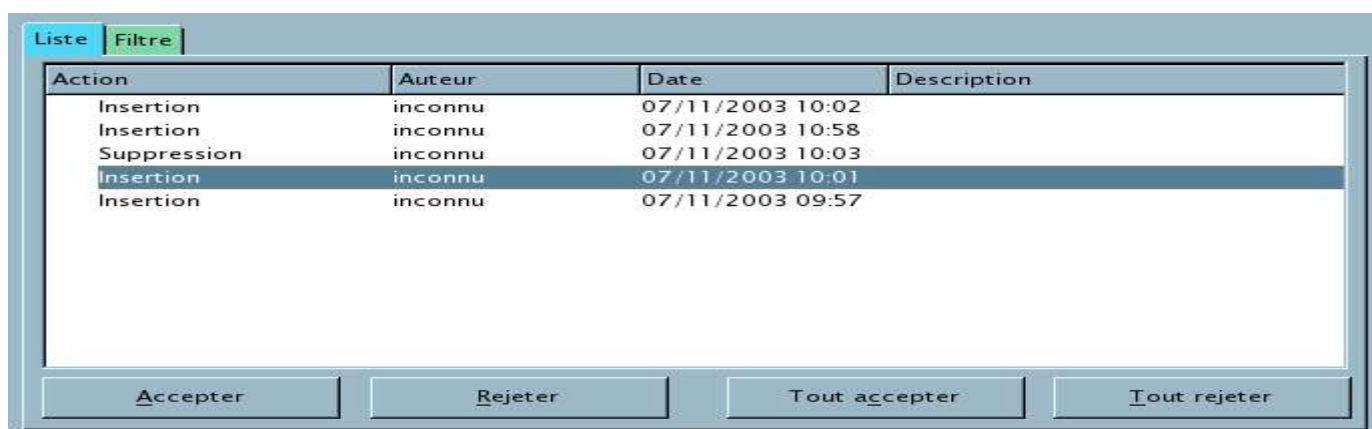 Liste Filtre
Action Auteur Date Description
Insertion inconnu 07/11/2003 10:02
Insertion inconnu 07/11/2003 10:58
Suppression inconnu 07/11/2003 10:03
Insertion inconnu 07/11/2003 10:01
Insertion inconnu 07/11/2003 09:57
Accepter Rejeter Tout accepter Tout rejeter